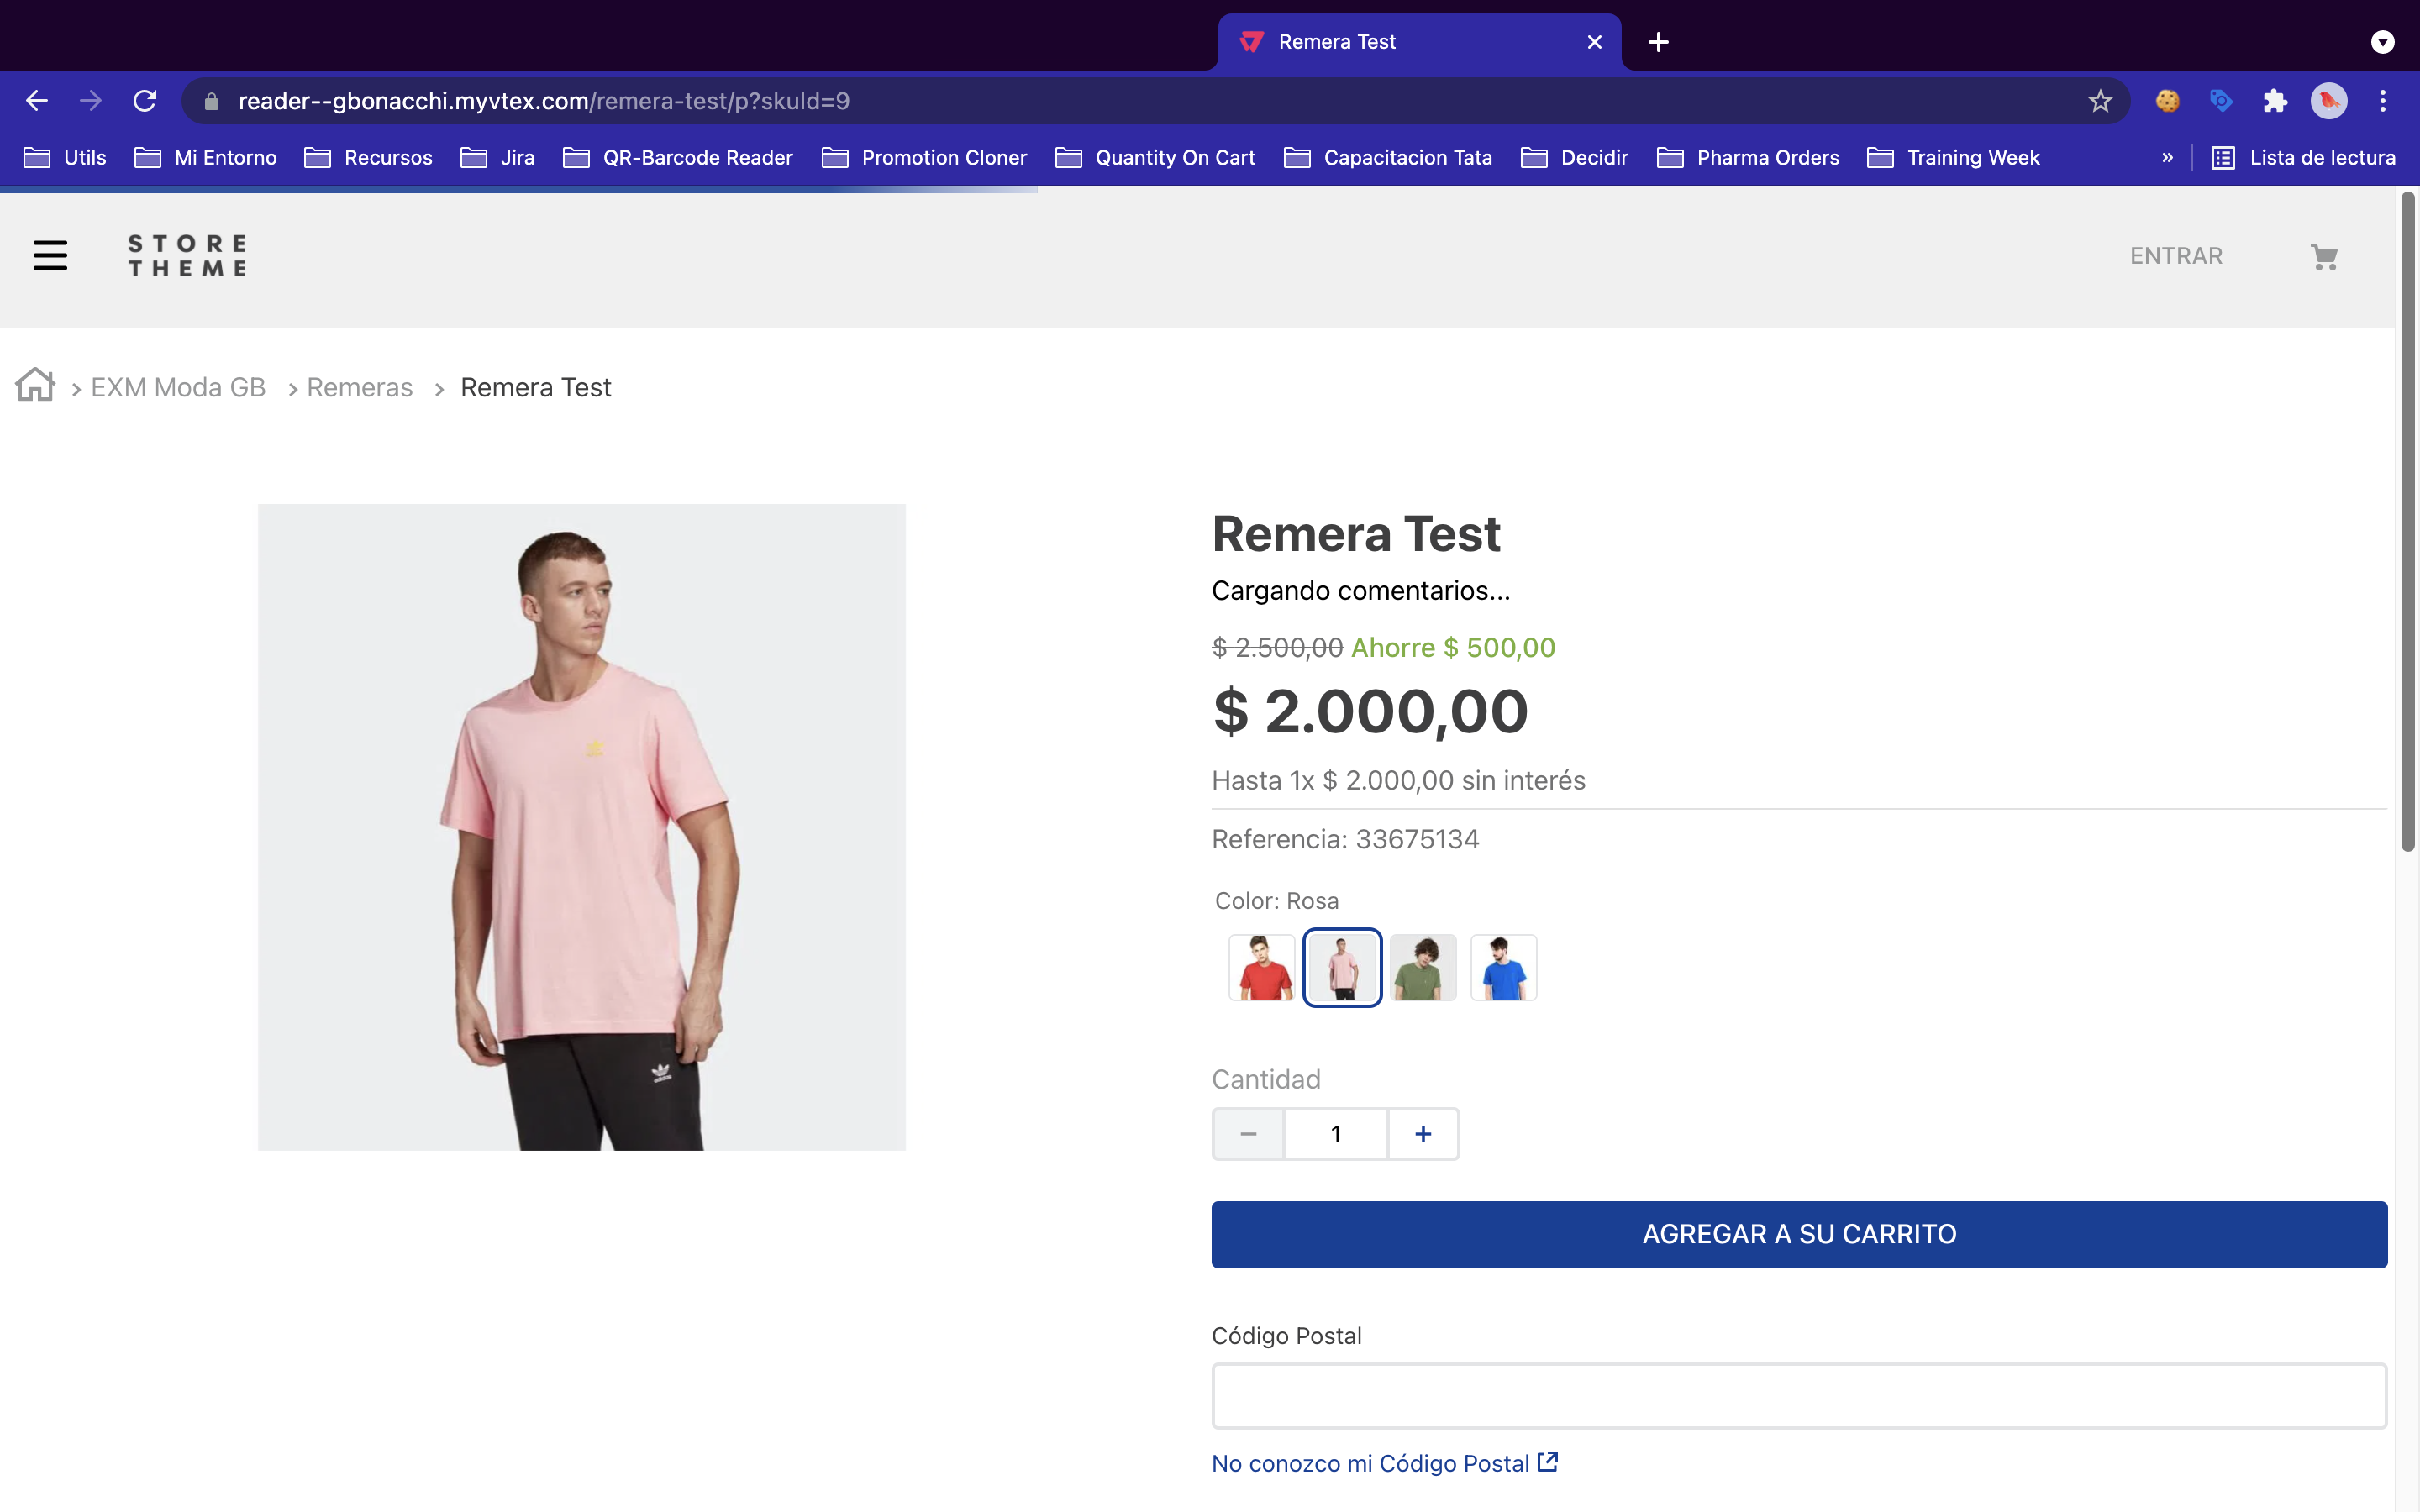 Remera Test
reader--gbonacchi.myvtex.com/remera-test/p?skuId=9
Utils Mi Entorno Recursos Jira QR-Barcode Reader Promotion Cloner Quantity On Cart Capacitacion Tata Decidir Pharma Orders Training Week » Lista de lectura
STORE
THEME
ENTRAR
> EXM Moda GB > Remeras > Remera Test
Remera Test
Cargando comentarios...
$ 2.500,00 Ahorre $ 500,00
$ 2.000,00
Hasta 1x $ 2.000,00 sin interés
Referencia: 33675134
Color: Rosa
Cantidad
− 1 +
AGREGAR A SU CARRITO
Código Postal
No conozco mi Código Postal